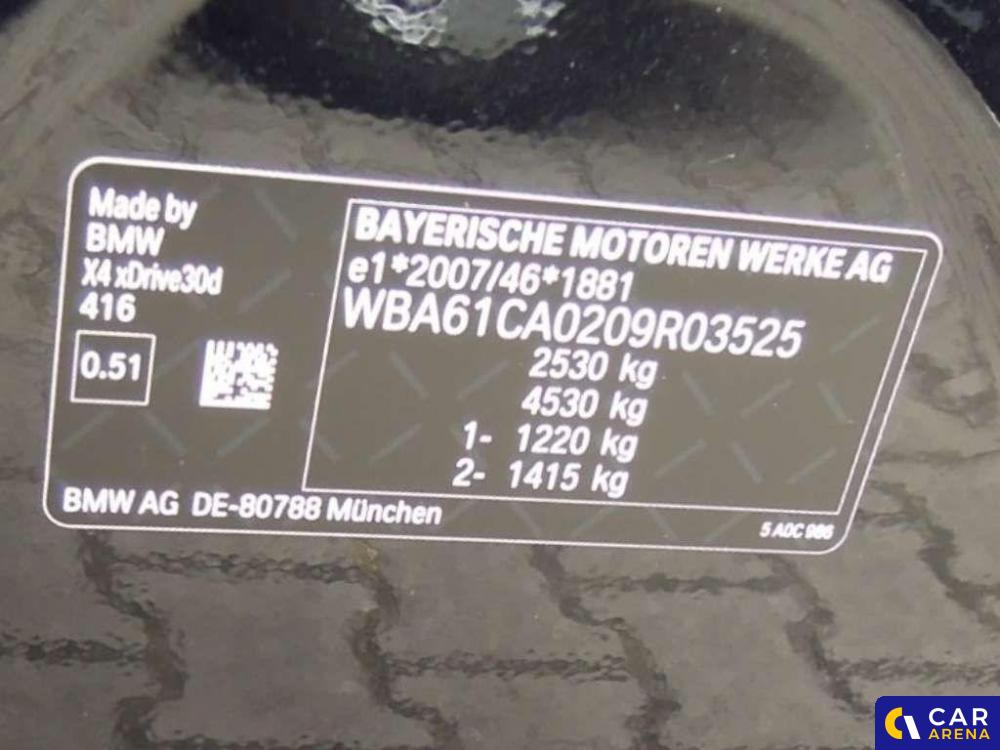 Made by
BMW
X4 xDrive30d
416
0.51
BAYERISCHE MOTOREN WERKE AG
e1*2007/46*1881
WBA61CA0209R03525
2530 kg
4530 kg
1- 1220 kg
2- 1415 kg
BMW AG DE-80788 München
5 A0C 986
CAR
ARENA